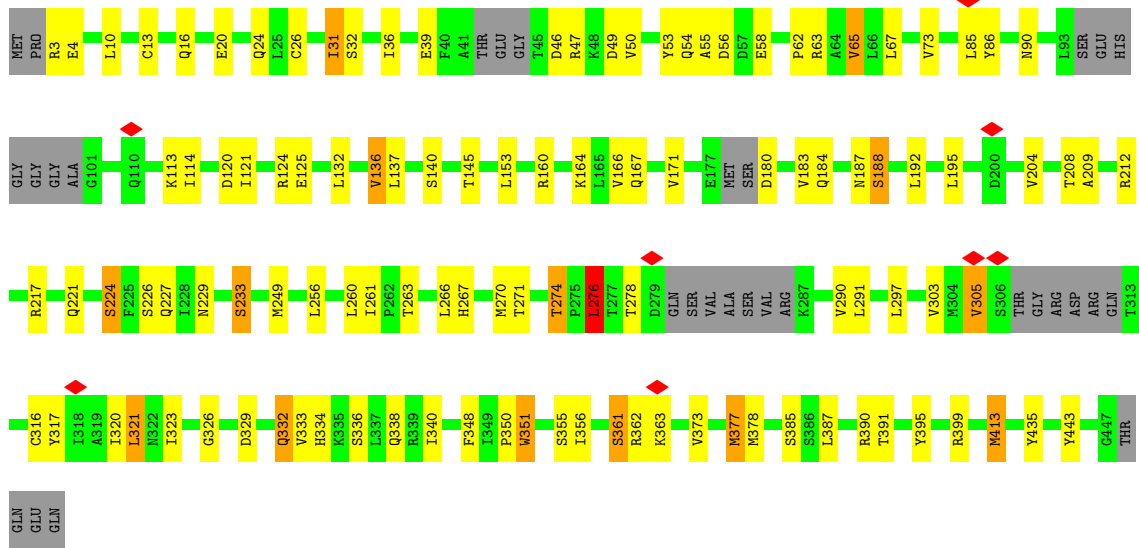 MET PRO R3 E4 L10 C13 Q16 E20 Q24 L25 C26 I31 S32 I36 E39 F40 A41 THR GLU GLY T45 D46 R47 K48 D49 V50 Y53 Q54 A55 D56 D57 E58 P62 R63 A64 V65 L66 L67 V73 L85 Y86 N90 L93 SER GLU HIS
GLY GLY GLY ALA G101 Q110 K113 I114 D120 I121 R124 E125 L132 V136 L137 S140 T145 L153 R160 K164 L165 V166 Q167 V171 E177 MET SER D180 V183 Q184 N187 S188 L192 L195 D200 V204 T208 A209 R212
R217 Q221 S224 F225 S226 Q227 I228 N229 S233 M249 L256 L260 I261 P262 T263 L266 H267 M270 T271 T274 P275 L276 T277 T278 D279 GLN SER VAL ALA SER VAL ARG K287 V290 L291 L297 V303 M304 V305 S306 THR GLY ARG ASP ARG GLN T313
C316 Y317 I318 A319 I320 L321 N322 I323 G326 D329 Q332 V333 H334 K335 S336 L337 Q338 R339 I340 F348 I349 P350 W351 S355 I356 S361 R362 K363 V373 M377 M378 S385 S386 L387 R390 T391 Y395 R399 M413 Y435 Y443 G447 THR
GLN GLU GLN